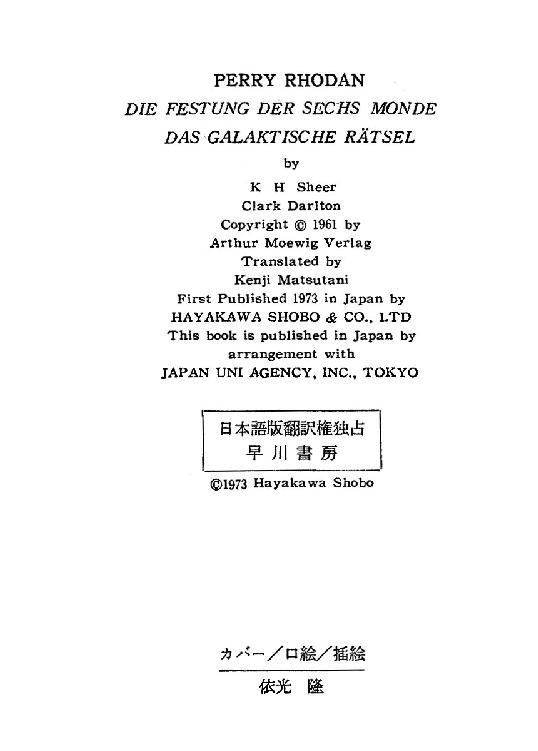 PERRY RHODAN
DIE FESTUNG DER SECHS MONDE
DAS GALAKTISCHE RÄTSEL
by
K H Sheer
Clark Darlton
Copyright © 1961 by
Arthur Moewig Verlag
Translated by
Kenji Matsutani
First Published 1973 in Japan by
HAYAKAWA SHOBO & CO., LTD
This book is published in Japan by
arrangement with
JAPAN UNI AGENCY, INC., TOKYO
日本語版翻訳権独占
早川書房
©1973 Hayakawa Shobo
カバー/口絵/插絵
依光 隆